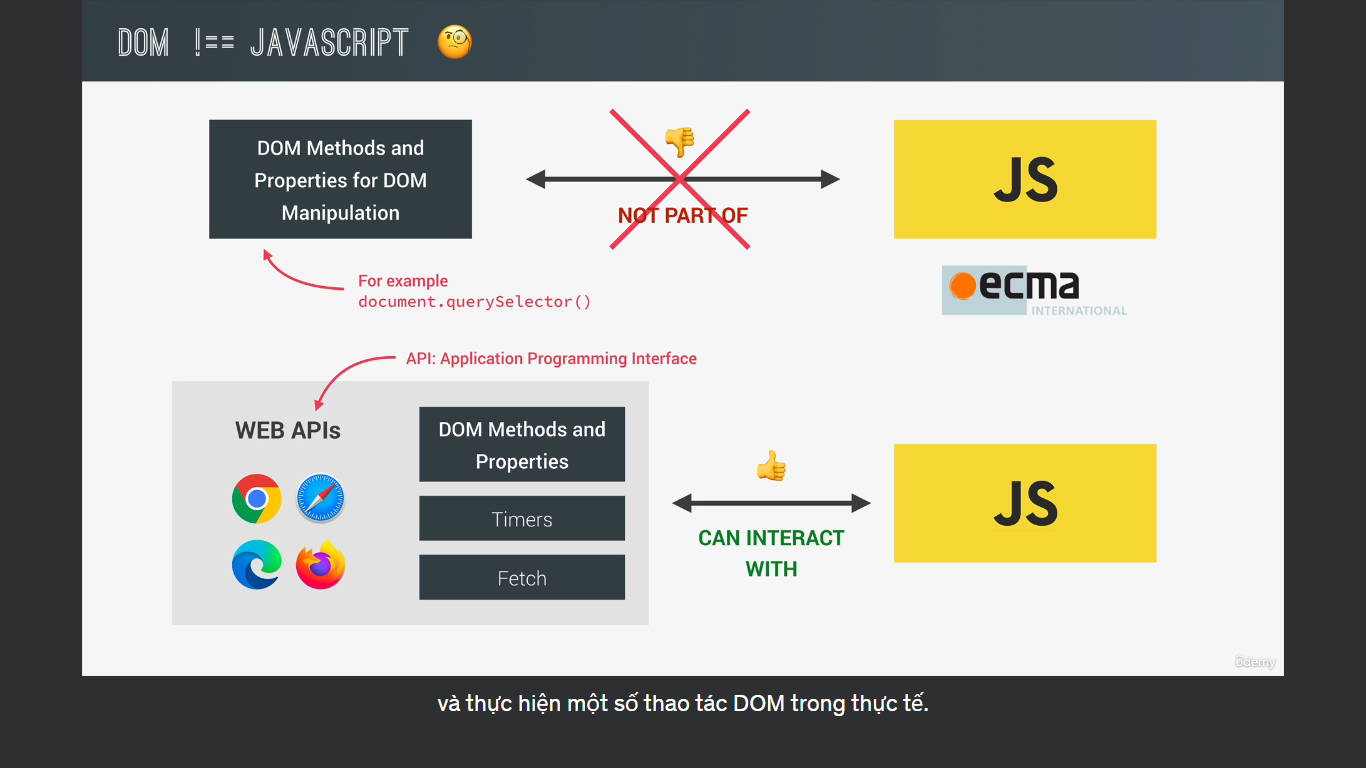 DOM !== JAVASCRIPT
DOM Methods and
Properties for DOM
Manipulation
NOT PART OF
JS
For example
document.querySelector()
ecma
INTERNATIONAL
API: Application Programming Interface
WEB APIs
DOM Methods and
Properties
Timers
Fetch
CAN INTERACT
WITH
JS
ûdemy
và thực hiện một số thao tác DOM trong thực tế.